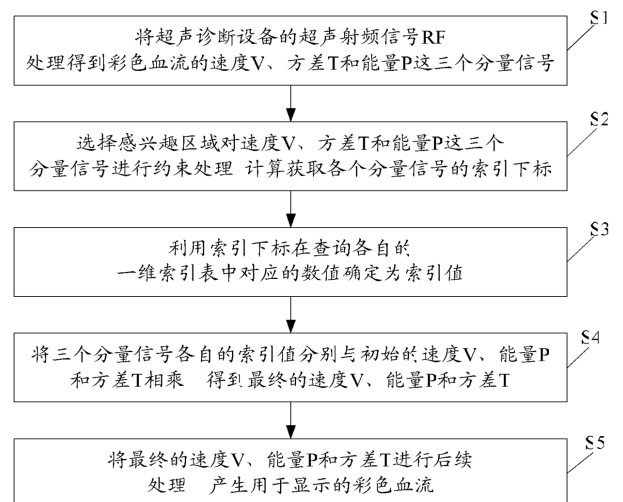 S1
将超声诊断设备的超声射频信号RF
处理得到彩色血流的速度V、方差T和能量P这三个分量信号
S2
选择感兴趣区域对速度V、方差T和能量P这三个
分量信号进行约束处理 计算获取各个分量信号的索引下标
S3
利用索引下标在查询各自的
一维索引表中对应的数值确定为索引值
S4
将三个分量信号各自的索引值分别与初始的速度V、能量P
和方差T相乘 得到最终的速度V、能量P和方差T
S5
将最终的速度V、能量P和方差T进行后续
处理 产生用于显示的彩色血流